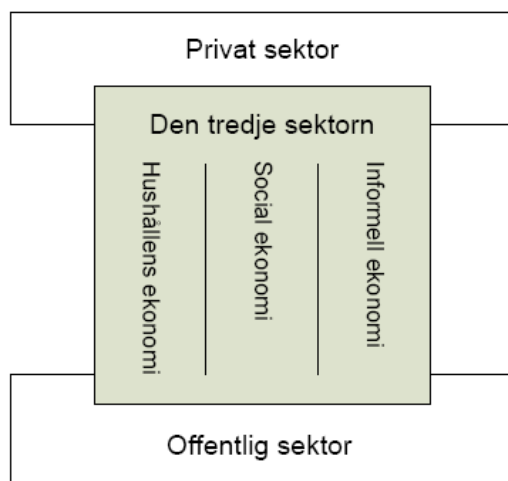 Privat sektor
Den tredje sektorn
Hushållens ekonomi
Social ekonomi
Informell ekonomi
Offentlig sektor